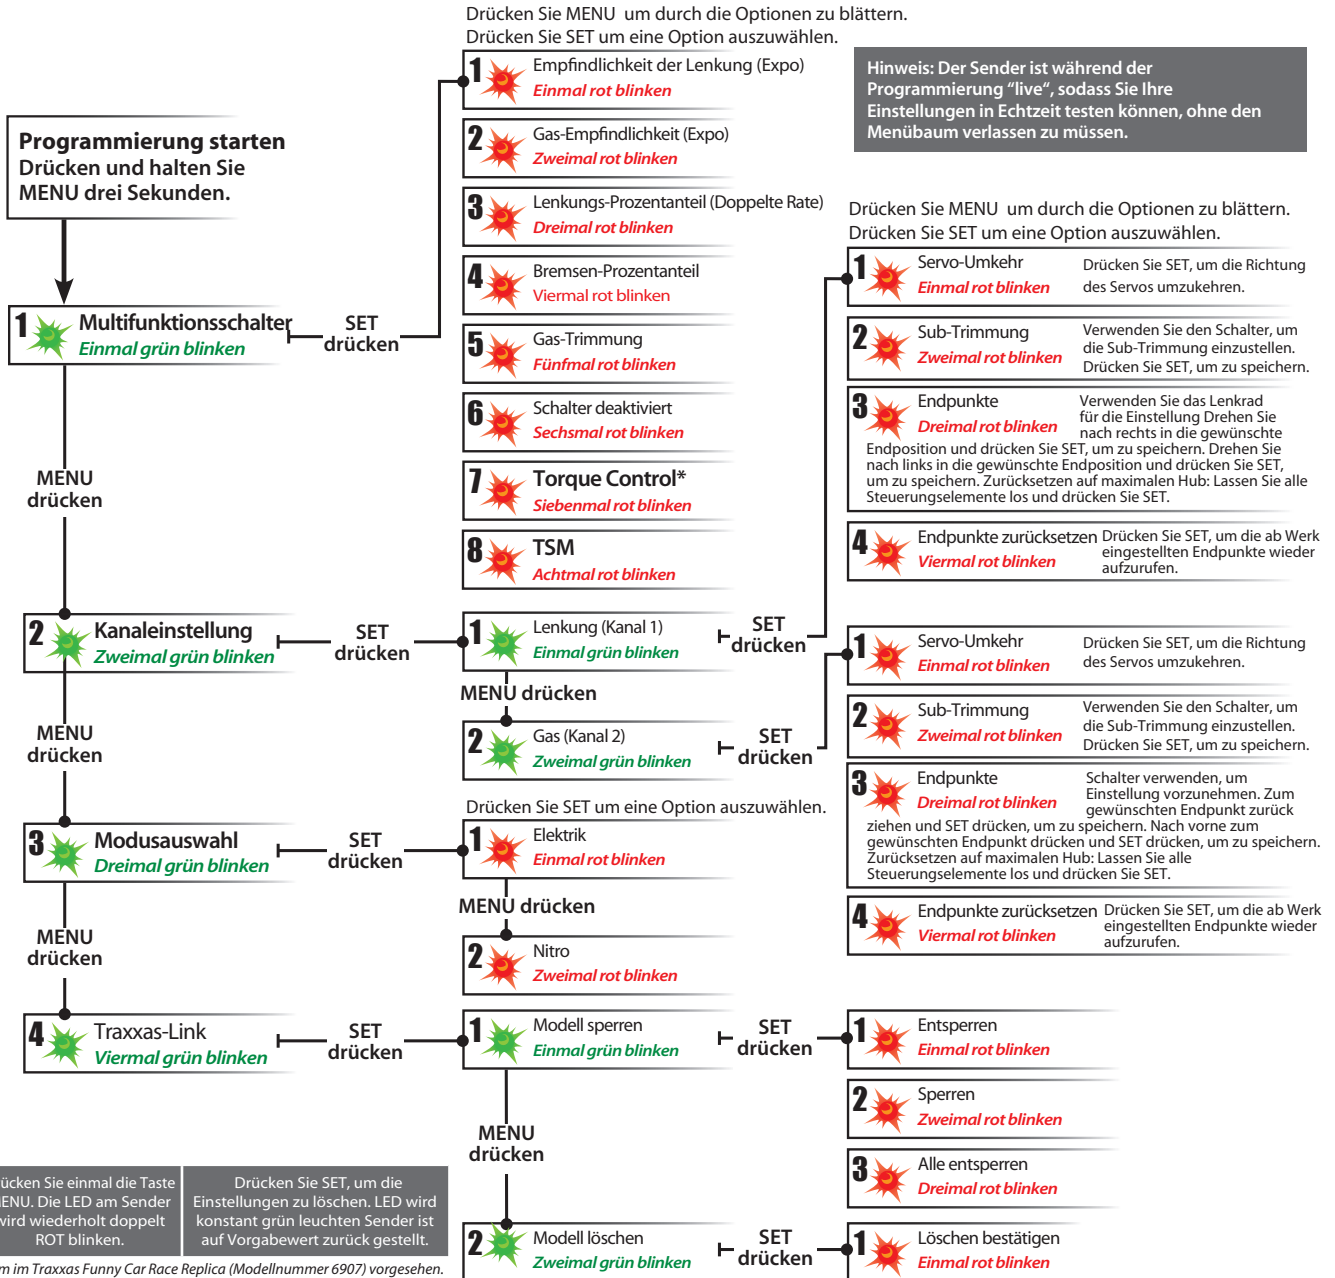 Drücken Sie MENU um durch die Optionen zu blättern.
Drücken Sie SET um eine Option auszuwählen.
Hinweis: Der Sender ist während der
Programmierung “live“, sodass Sie Ihre
Einstellungen in Echtzeit testen können, ohne den
Menübaum verlassen zu müssen.
Programmierung starten
Drücken und halten Sie
MENU drei Sekunden.
1 Multifunktionsschalter
Einmal grün blinken
SET
drücken
1 Empfindlichkeit der Lenkung (Expo)
Einmal rot blinken
2 Gas-Empfindlichkeit (Expo)
Zweimal rot blinken
3 Lenkungs-Prozentanteil (Doppelte Rate)
Dreimal rot blinken
4 Bremsen-Prozentanteil
Viermal rot blinken
5 Gas-Trimmung
Fünfmal rot blinken
6 Schalter deaktiviert
Sechsmal rot blinken
7 Torque Control*
Siebenmal rot blinken
8 TSM
Achtmal rot blinken
MENU
drücken
2 Kanaleinstellung
Zweimal grün blinken
SET
drücken
1 Lenkung (Kanal 1)
Einmal grün blinken
SET
drücken
MENU drücken
2 Gas (Kanal 2)
Zweimal grün blinken
SET
drücken
Drücken Sie MENU um durch die Optionen zu blättern.
Drücken Sie SET um eine Option auszuwählen.
1 Servo-Umkehr
Einmal rot blinken
Drücken Sie SET, um die Richtung
des Servos umzukehren.
2 Sub-Trimmung
Zweimal rot blinken
Verwenden Sie den Schalter, um
die Sub-Trimmung einzustellen.
Drücken Sie SET, um zu speichern.
3 Endpunkte
Dreimal rot blinken
Verwenden Sie das Lenkrad
für die Einstellung Drehen Sie
nach rechts in die gewünschte
Endposition und drücken Sie SET, um zu speichern. Drehen Sie
nach links in die gewünschte Endposition und drücken Sie SET,
um zu speichern. Zurücksetzen auf maximalen Hub: Lassen Sie alle
Steuerungselemente los und drücken Sie SET.
4 Endpunkte zurücksetzen
Viermal rot blinken
Drücken Sie SET, um die ab Werk
eingestellten Endpunkte wieder
aufzurufen.
1 Servo-Umkehr
Einmal rot blinken
Drücken Sie SET, um die Richtung
des Servos umzukehren.
2 Sub-Trimmung
Zweimal rot blinken
Verwenden Sie den Schalter, um
die Sub-Trimmung einzustellen.
Drücken Sie SET, um zu speichern.
3 Endpunkte
Dreimal rot blinken
Schalter verwenden, um
Einstellung vorzunehmen. Zum
gewünschten Endpunkt zurück
ziehen und SET drücken, um zu speichern. Nach vorne zum
gewünschten Endpunkt drücken und SET drücken, um zu speichern.
Zurücksetzen auf maximalen Hub: Lassen Sie alle
Steuerungselemente los und drücken Sie SET.
4 Endpunkte zurücksetzen
Viermal rot blinken
Drücken Sie SET, um die ab Werk
eingestellten Endpunkte wieder
aufzurufen.
MENU
drücken
3 Modusauswahl
Dreimal grün blinken
SET
drücken
Drücken Sie SET um eine Option auszuwählen.
1 Elektrik
Einmal rot blinken
MENU drücken
2 Nitro
Zweimal rot blinken
MENU
drücken
4 Traxxas-Link
Viermal grün blinken
SET
drücken
1 Modell sperren
Einmal grün blinken
SET
drücken
1 Entsperren
Einmal rot blinken
2 Sperren
Zweimal rot blinken
3 Alle entsperren
Dreimal rot blinken
MENU
drücken
2 Modell löschen
Zweimal grün blinken
SET
drücken
1 Löschen bestätigen
Einmal rot blinken
rücken Sie einmal die Taste
MENU. Die LED am Sender
wird wiederholt doppelt
ROT blinken.
Drücken Sie SET, um die
Einstellungen zu löschen. LED wird
konstant grün leuchten Sender ist
auf Vorgabewert zurück gestellt.
m im Traxxas Funny Car Race Replica (Modellnummer 6907) vorgesehen.